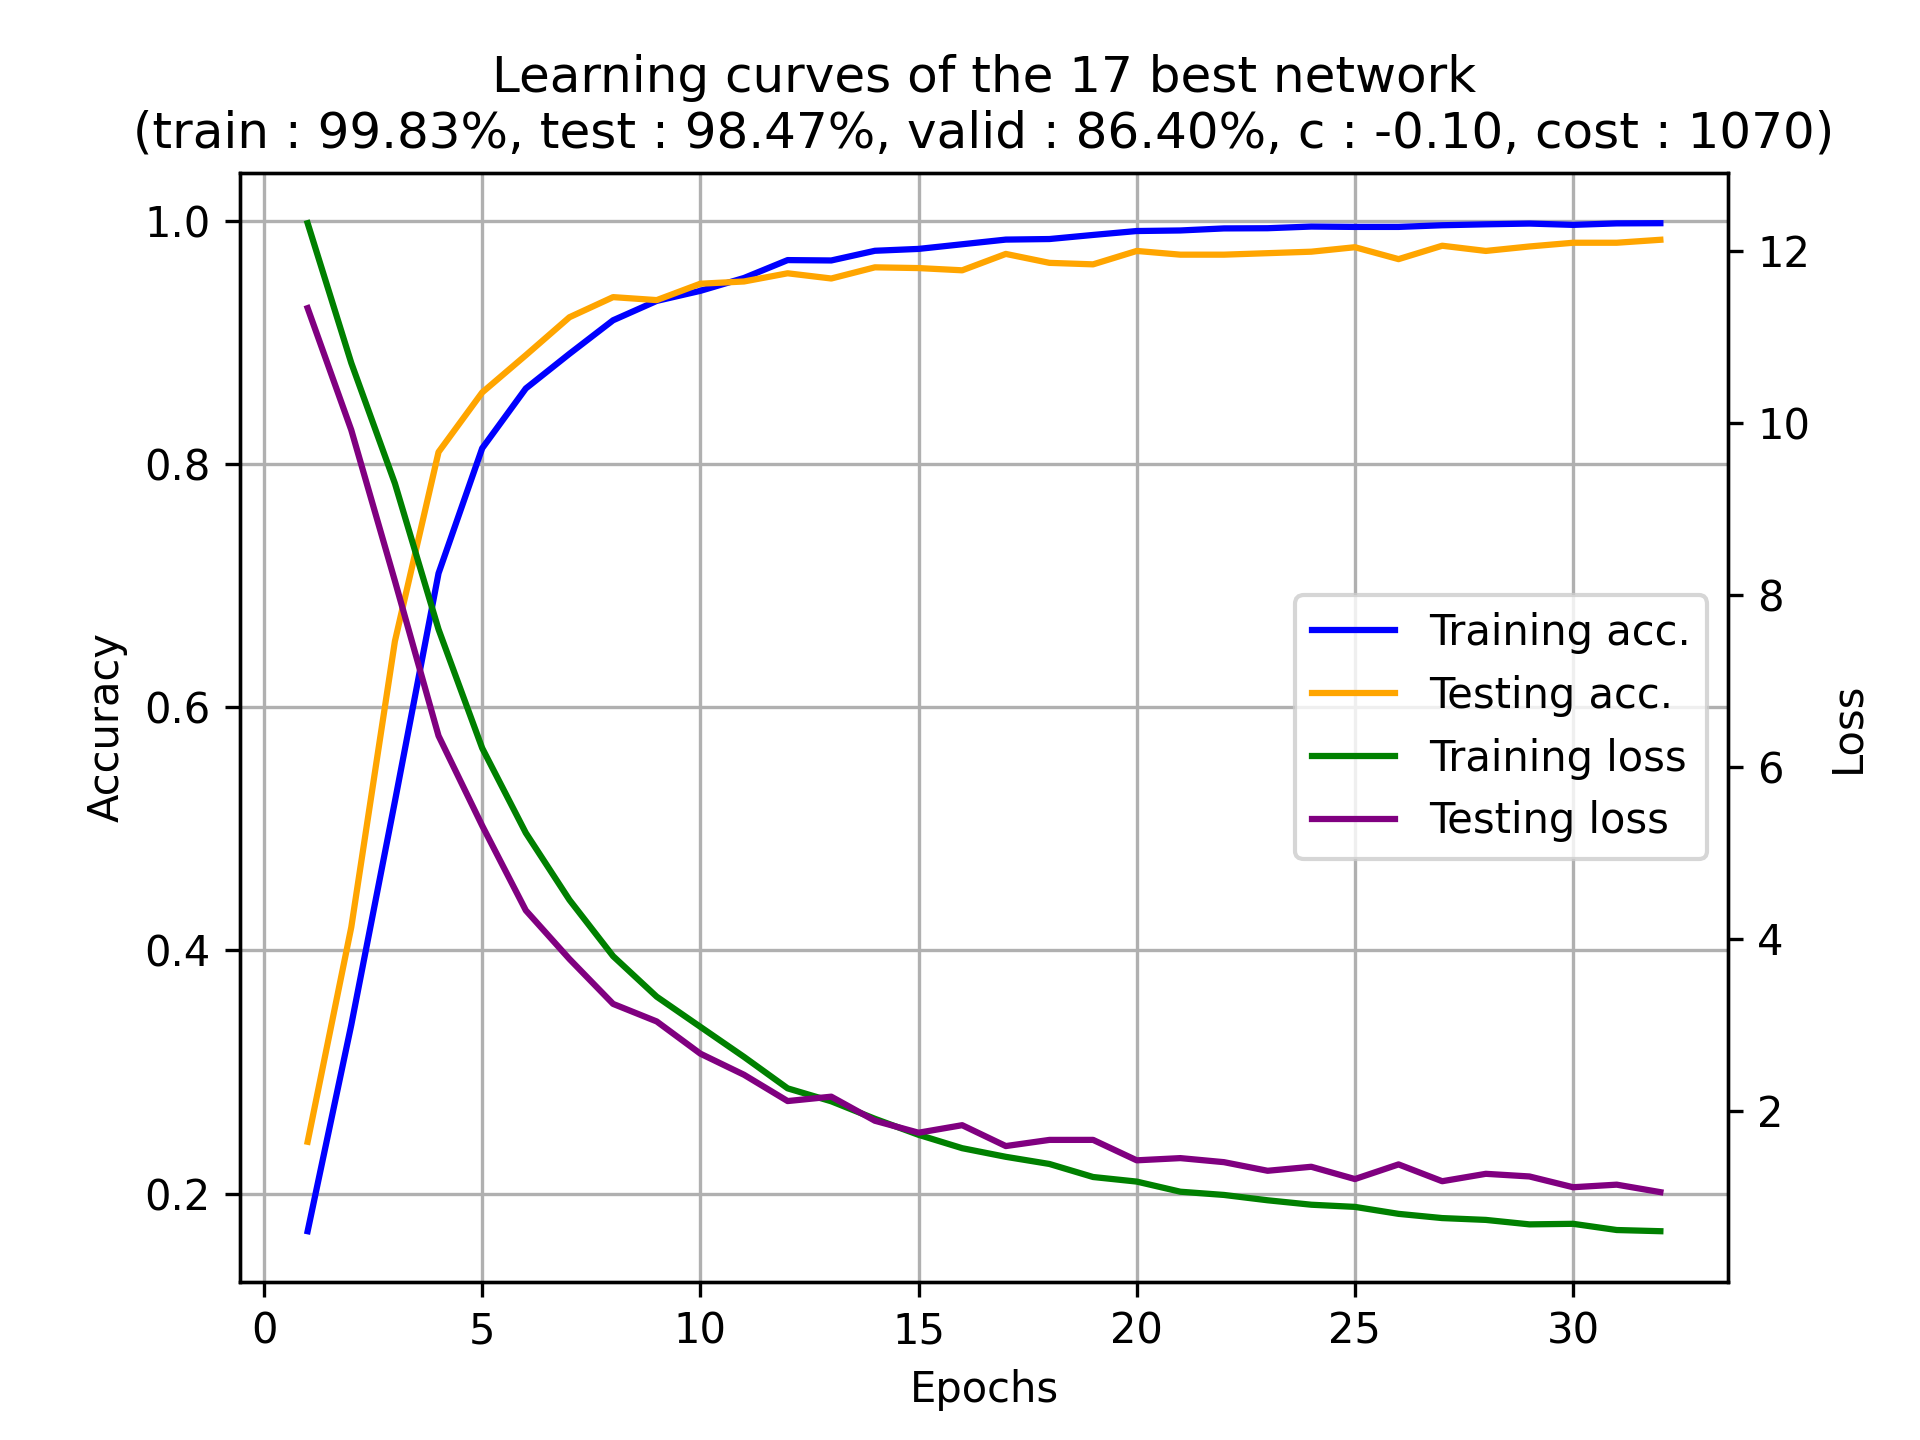 Learning curves of the 17 best network
(train : 99.83%, test : 98.47%, valid : 86.40%, c : -0.10, cost : 1070)
1.0
0.8
0.6
0.4
0.2
Accuracy
12
10
8
6
4
2
Loss
Training acc.
Testing acc.
Training loss
Testing loss
0 5 10 15 20 25 30
Epochs